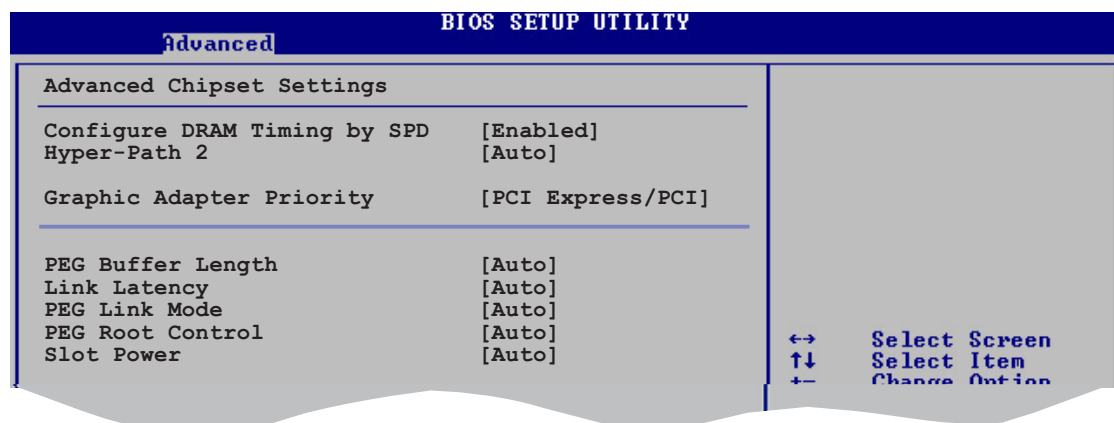 BIOS SETUP UTILITY
Advanced
Advanced Chipset Settings
Configure DRAM Timing by SPD [Enabled]
Hyper-Path 2 [Auto]
Graphic Adapter Priority [PCI Express/PCI]
PEG Buffer Length [Auto]
Link Latency [Auto]
PEG Link Mode [Auto]
PEG Root Control [Auto]
Slot Power [Auto]
←→ Select Screen
↑↓ Select Item
+- Change Option